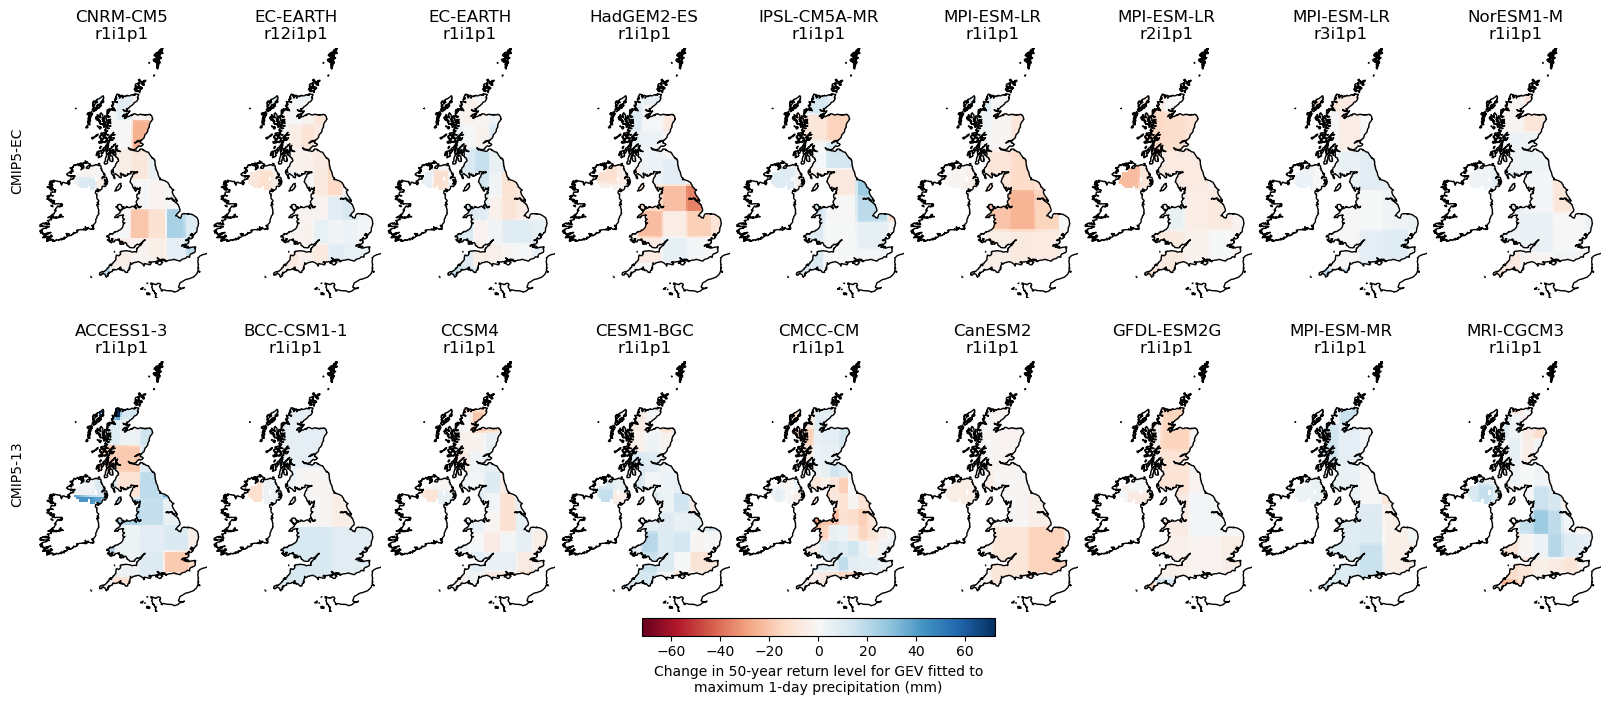 CNRM-CM5
r1i1p1
EC-EARTH
r12i1p1
EC-EARTH
r1i1p1
HadGEM2-ES
r1i1p1
IPSL-CM5A-MR
r1i1p1
MPI-ESM-LR
r1i1p1
MPI-ESM-LR
r2i1p1
MPI-ESM-LR
r3i1p1
NorESM1-M
r1i1p1
CMIP5-EC
ACCESS1-3
r1i1p1
BCC-CSM1-1
r1i1p1
CCSM4
r1i1p1
CESM1-BGC
r1i1p1
CMCC-CM
r1i1p1
CanESM2
r1i1p1
GFDL-ESM2G
r1i1p1
MPI-ESM-MR
r1i1p1
MRI-CGCM3
r1i1p1
CMIP5-13
−60 −40 −20 0 20 40 60
Change in 50-year return level for GEV fitted to
maximum 1-day precipitation (mm)